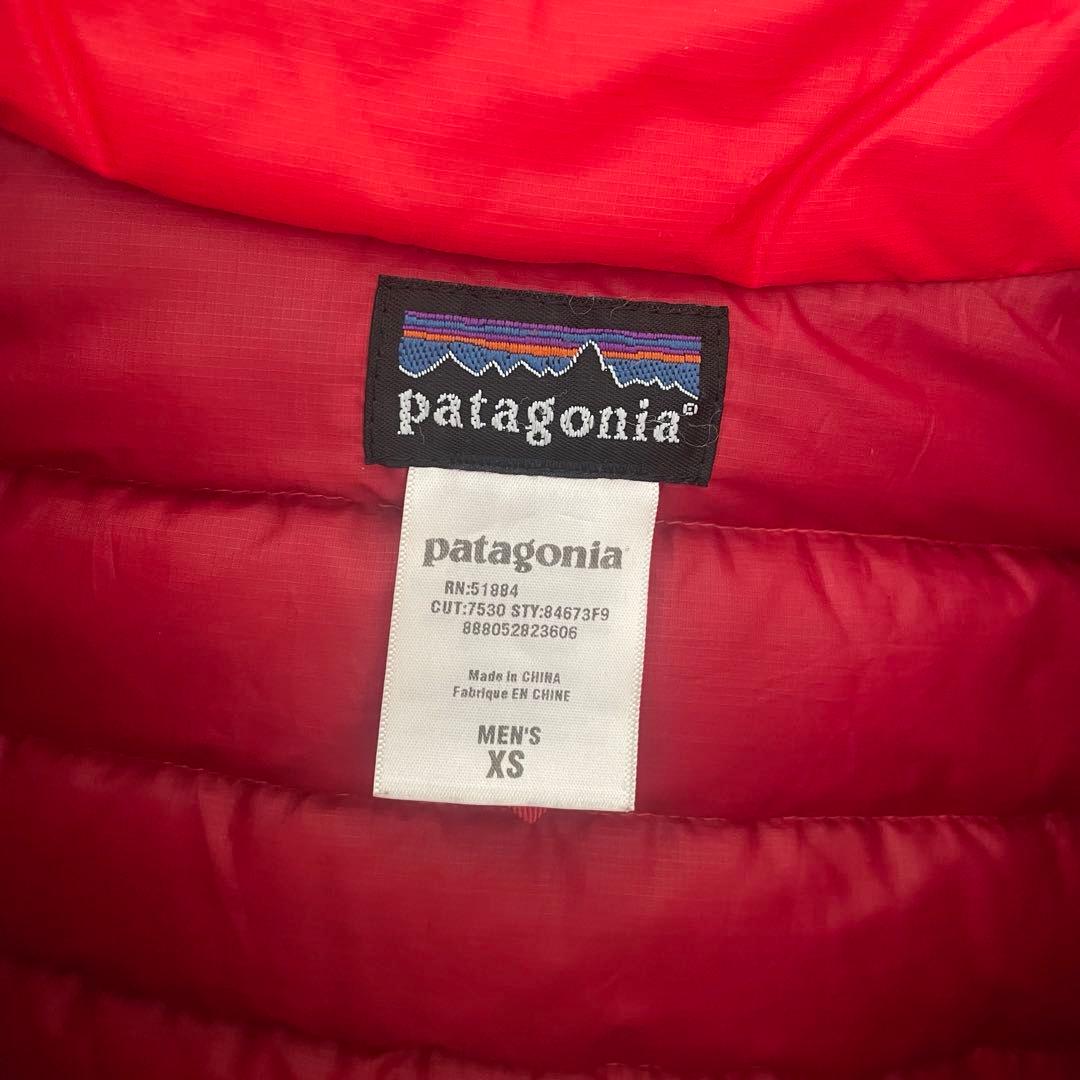 patagonia®
patagonia
RN:51884
CUT:7530 STY:84673F9
888052823606
Made in CHINA
Fabrique EN CHINE
MEN'S
XS